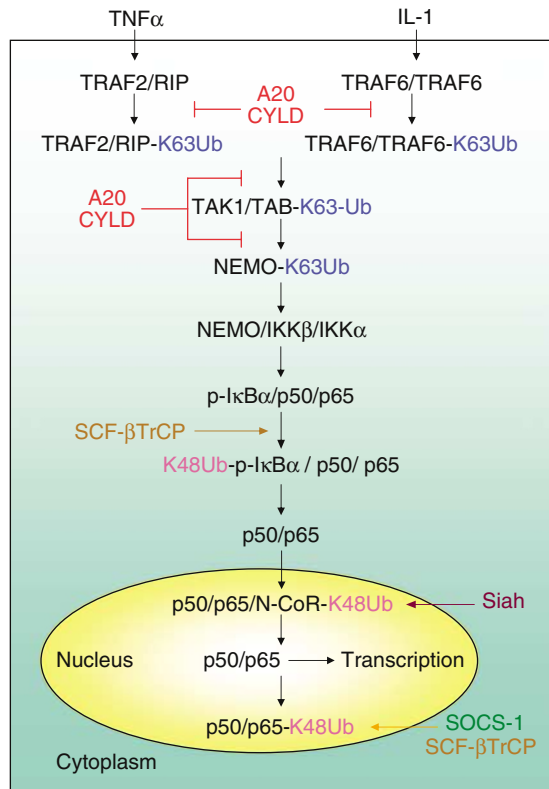 TNFα IL-1
TRAF2/RIP TRAF6/TRAF6
A20
CYLD
TRAF2/RIP-K63Ub TRAF6/TRAF6-K63Ub
A20
CYLD
TAK1/TAB-K63-Ub
NEMO-K63Ub
NEMO/IKKβ/IKKα
p-IκBα/p50/p65
SCF-βTrCP
K48Ub-p-IκBα / p50/ p65
p50/p65
p50/p65/N-CoR-K48Ub Siah
Nucleus p50/p65 Transcription
p50/p65-K48Ub SOCS-1
SCF-βTrCP
Cytoplasm